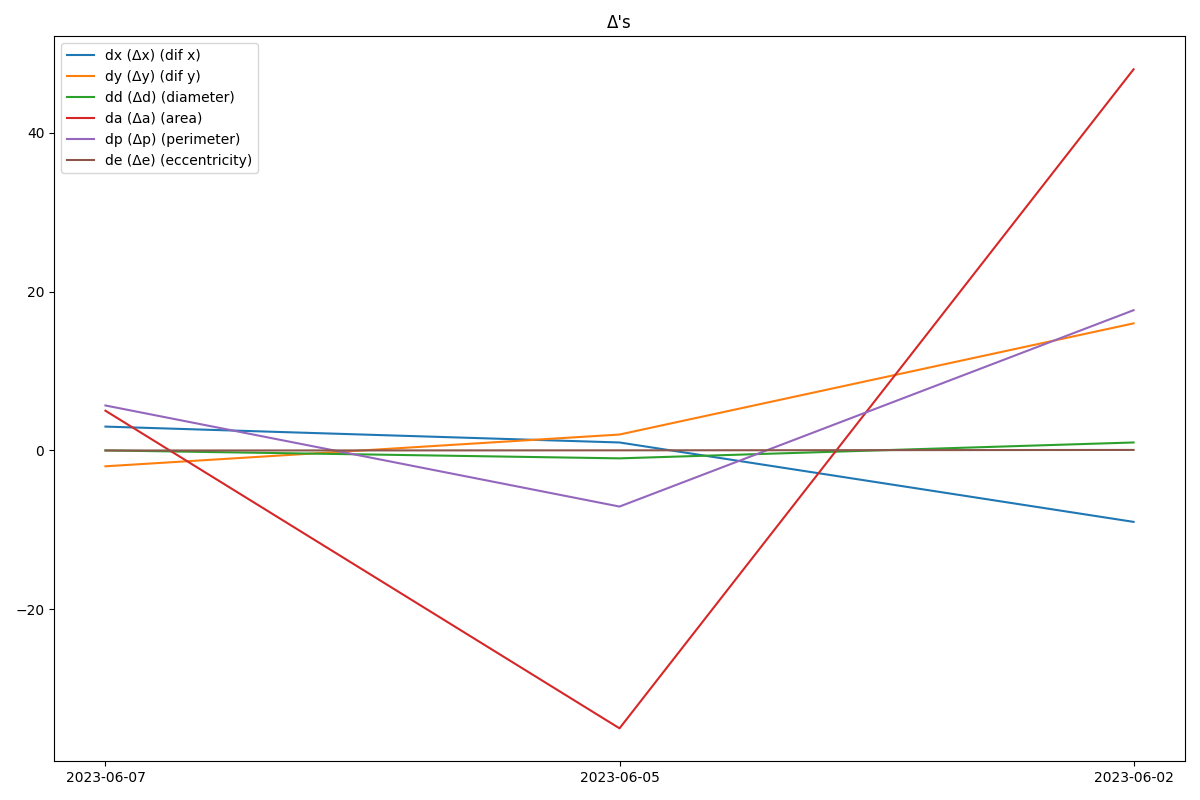 Δ's
dx (Δx) (dif x)
dy (Δy) (dif y)
dd (Δd) (diameter)
da (Δa) (area)
dp (Δp) (perimeter)
de (Δe) (eccentricity)
40
20
0
−20
2023-06-07
2023-06-05
2023-06-02